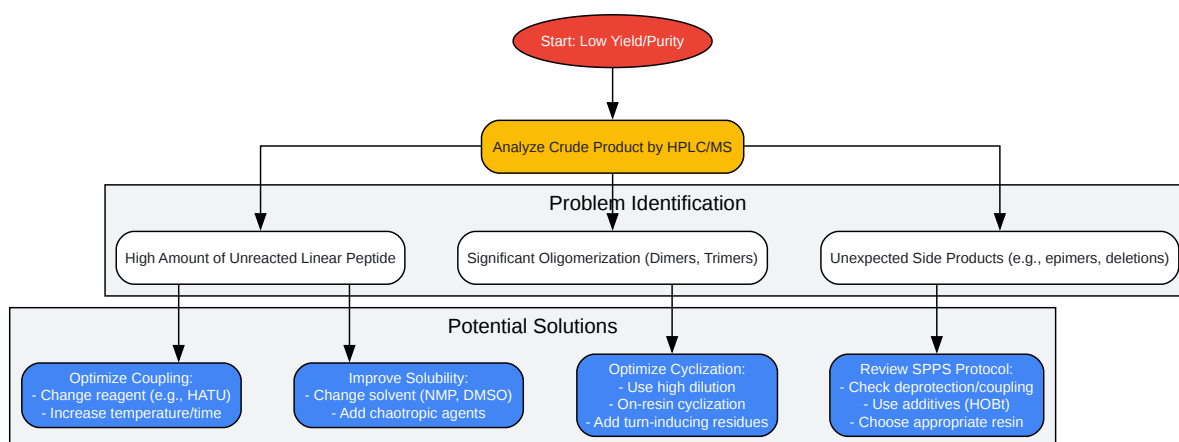 Start: Low Yield/Purity
Analyze Crude Product by HPLC/MS
Problem Identification
High Amount of Unreacted Linear Peptide
Significant Oligomerization (Dimers, Trimers)
Unexpected Side Products (e.g., epimers, deletions)
Potential Solutions
Optimize Coupling:
- Change reagent (e.g., HATU)
- Increase temperature/time
Improve Solubility:
- Change solvent (NMP, DMSO)
- Add chaotropic agents
Optimize Cyclization:
- Use high dilution
- On-resin cyclization
- Add turn-inducing residues
Review SPPS Protocol:
- Check deprotection/coupling
- Use additives (HOBt)
- Choose appropriate resin